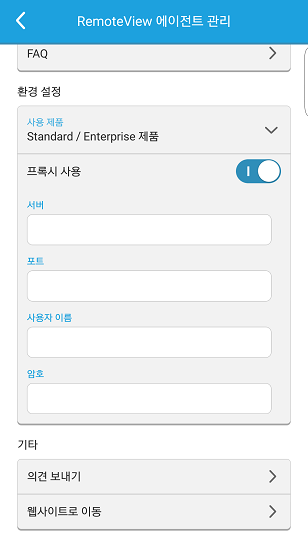 RemoteView 에이전트 관리
FAQ
환경 설정
사용 제품
Standard / Enterprise 제품
프록시 사용
서버
포트
사용자 이름
암호
기타
의견 보내기
웹사이트로 이동